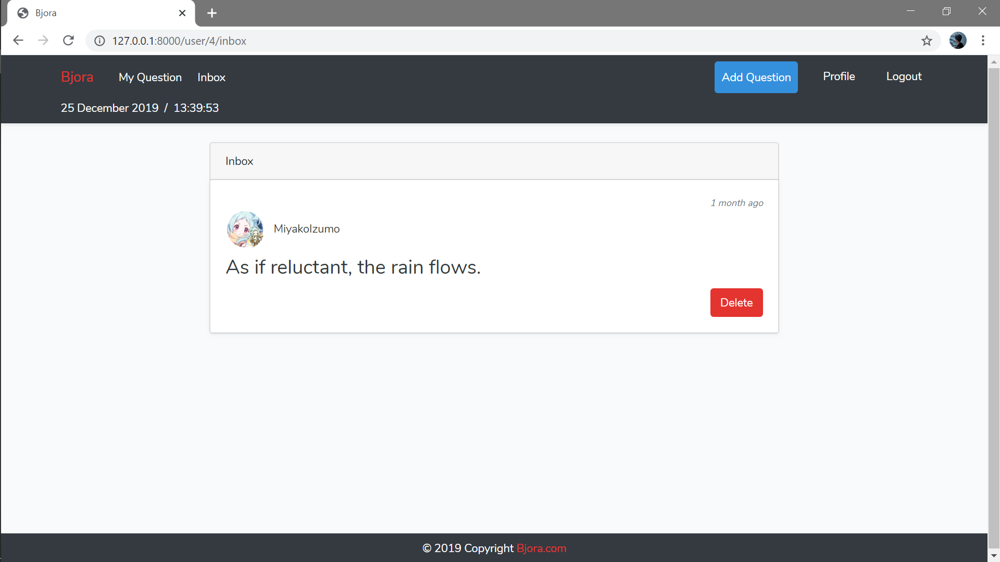 Bjora
127.0.0.1:8000/user/4/inbox
Bjora My Question Inbox Add Question Profile Logout
25 December 2019 / 13:39:53
Inbox
1 month ago
MiyakoIzumo
As if reluctant, the rain flows.
Delete
© 2019 Copyright Bjora.com